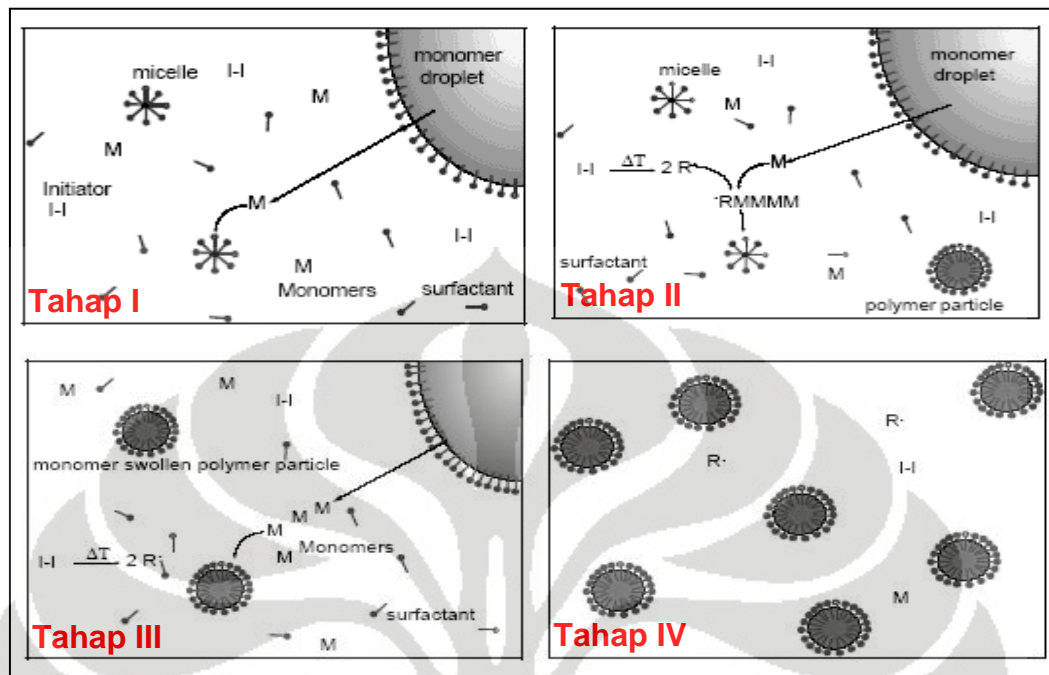 monomer
droplet
micelle
I-I
M
M
Initiator
I-I
M
I-I
M
Monomers
surfactant
Tahap I
monomer
droplet
micelle
I-I
M
I-I ΔT 2 R·
M
·RMMMM
I-I
surfactant
M
polymer particle
Tahap II
M
M
I-I
monomer swollen polymer particle
M
M
M
M
Monomers
I-I ΔT 2 R·
surfactant
M
Tahap III
R·
R·
I-I
M
Tahap IV